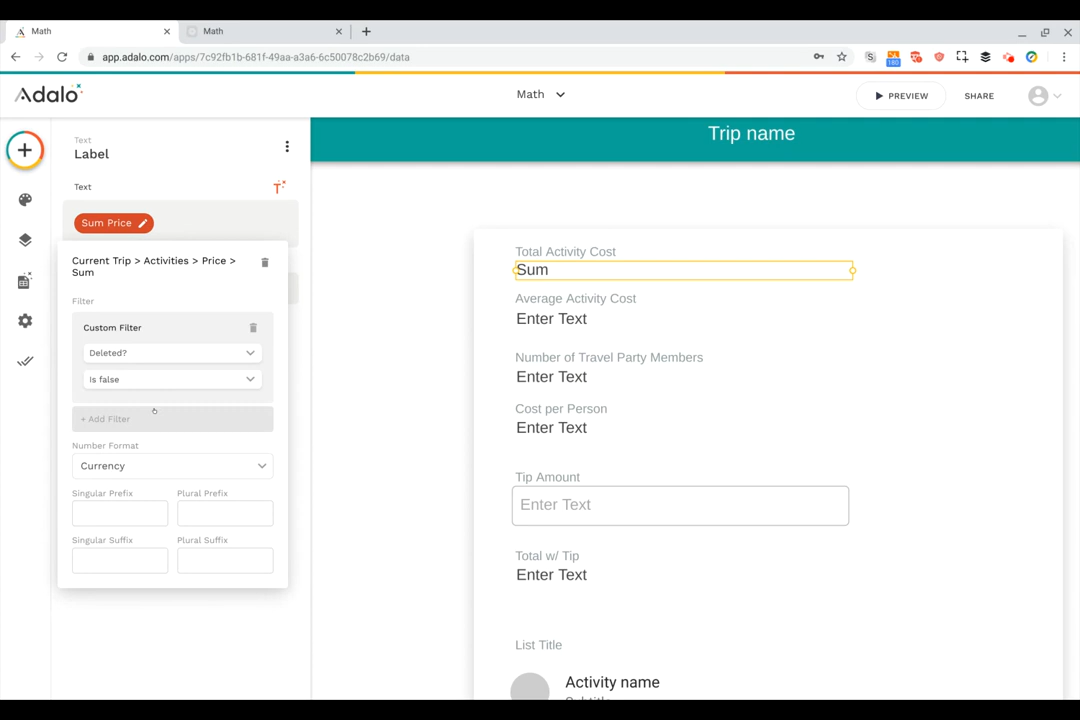 Math
Math
app.adalo.com/apps/7c92fb1b-681f-49aa-a3a6-6c50078c2b69/data
180
Adalo
Math
PREVIEW
SHARE
Text
Label
Text
T
Sum Price
Current Trip > Activities > Price >
Sum
Filter
Custom Filter
Deleted?
Is false
+ Add Filter
Number Format
Currency
Singular Prefix
Plural Prefix
Singular Suffix
Plural Suffix
Trip name
Total Activity Cost
Sum
Average Activity Cost
Enter Text
Number of Travel Party Members
Enter Text
Cost per Person
Enter Text
Tip Amount
Enter Text
Total w/ Tip
Enter Text
List Title
Activity name
Subtitle